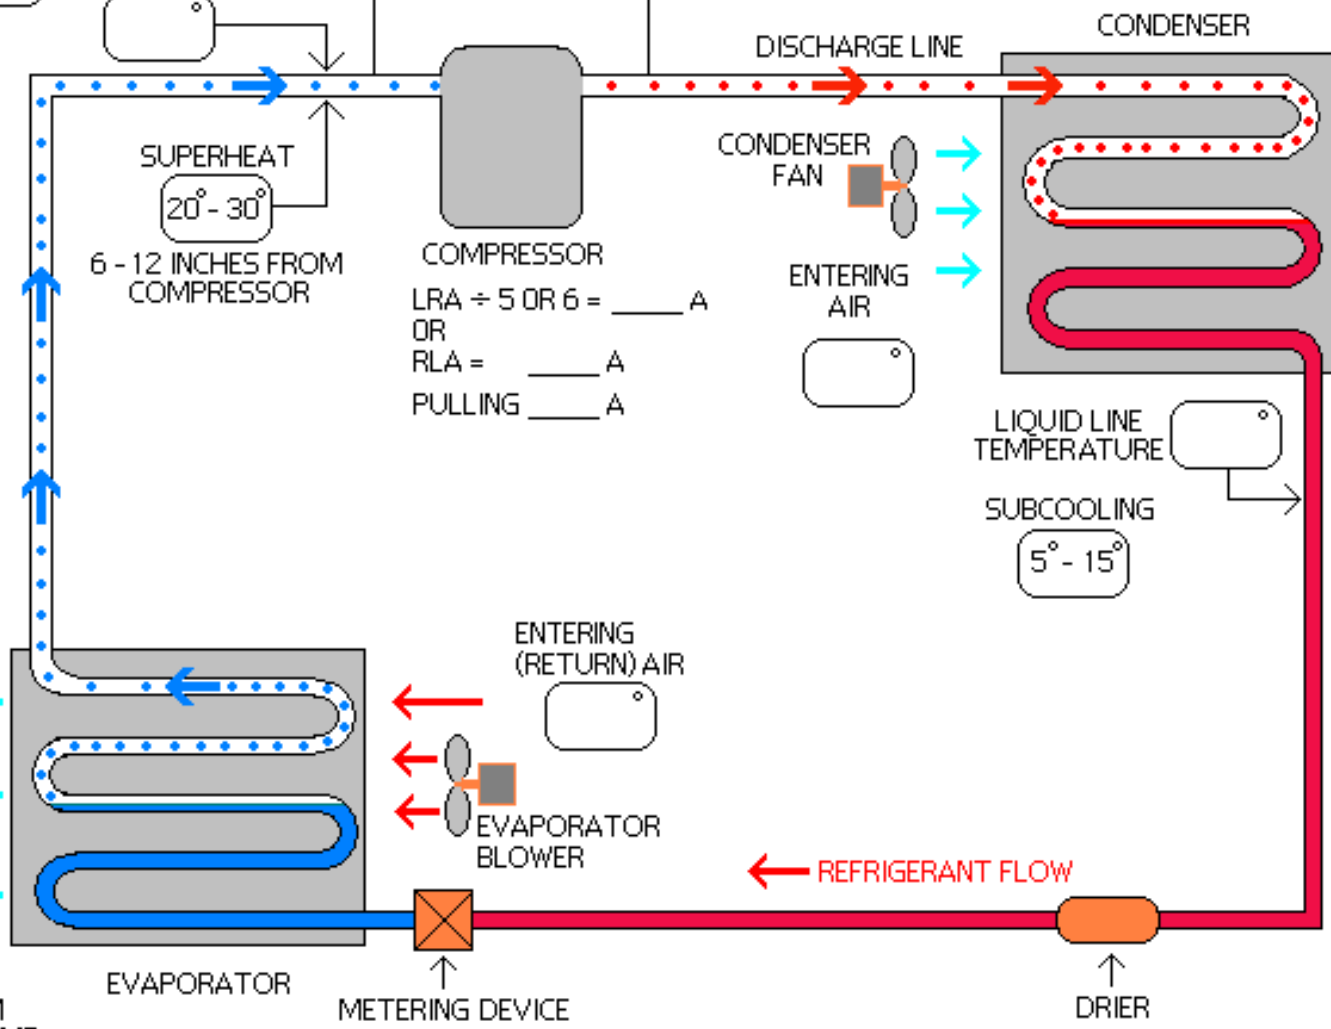 CONDENSER
DISCHARGE LINE
CONDENSER
FAN
SUPERHEAT
20°- 30°
6 - 12 INCHES FROM
COMPRESSOR
COMPRESSOR
LRA ÷ 5 OR 6 = _____ A
OR
RLA = _____ A
PULLING _____ A
ENTERING
AIR
°
LIQUID LINE
TEMPERATURE
°
SUBCOOLING
5°- 15°
ENTERING
(RETURN) AIR
°
EVAPORATOR
BLOWER
REFRIGERANT FLOW
EVAPORATOR
METERING DEVICE
DRIER